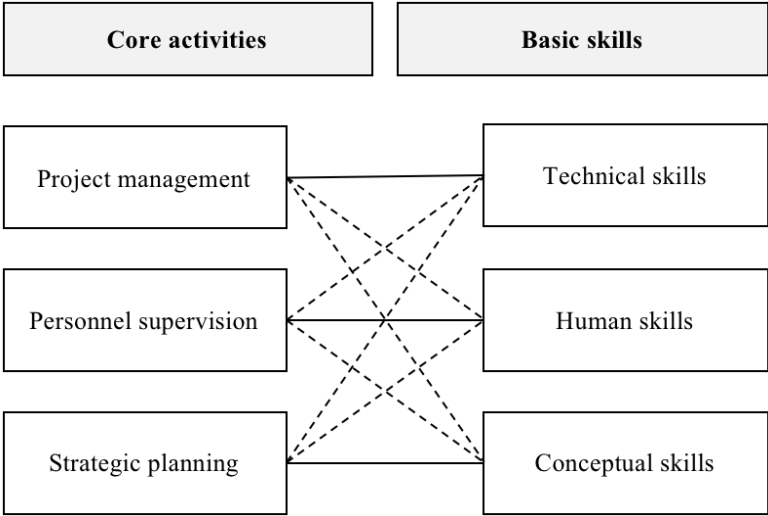 Core activities
Basic skills
Project management
Technical skills
Personnel supervision
Human skills
Strategic planning
Conceptual skills